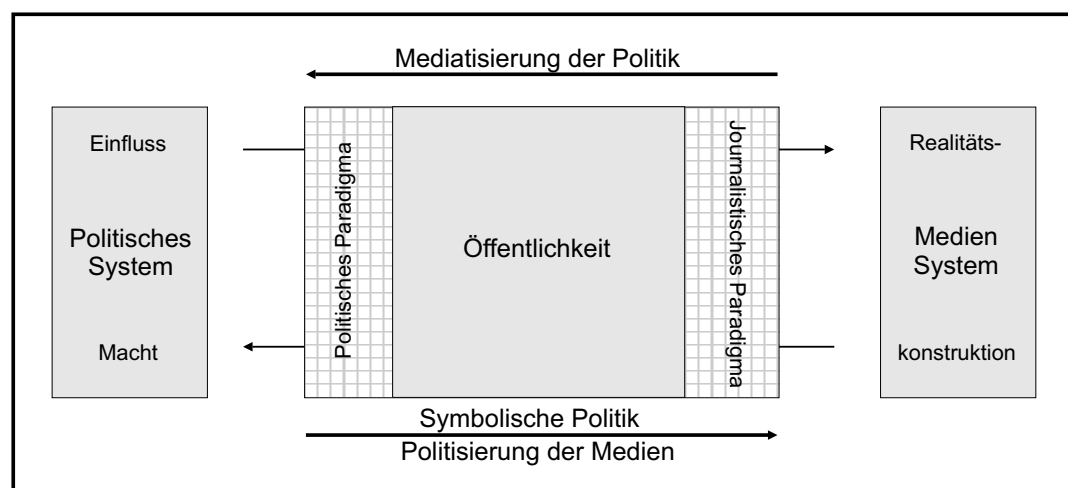 Mediatisierung der Politik
Einfluss
Politisches
System
Macht
Politisches Paradigma
Öffentlichkeit
Journalistisches Paradigma
Realitäts-
Medien
System
konstruktion
Symbolische Politik
Politisierung der Medien